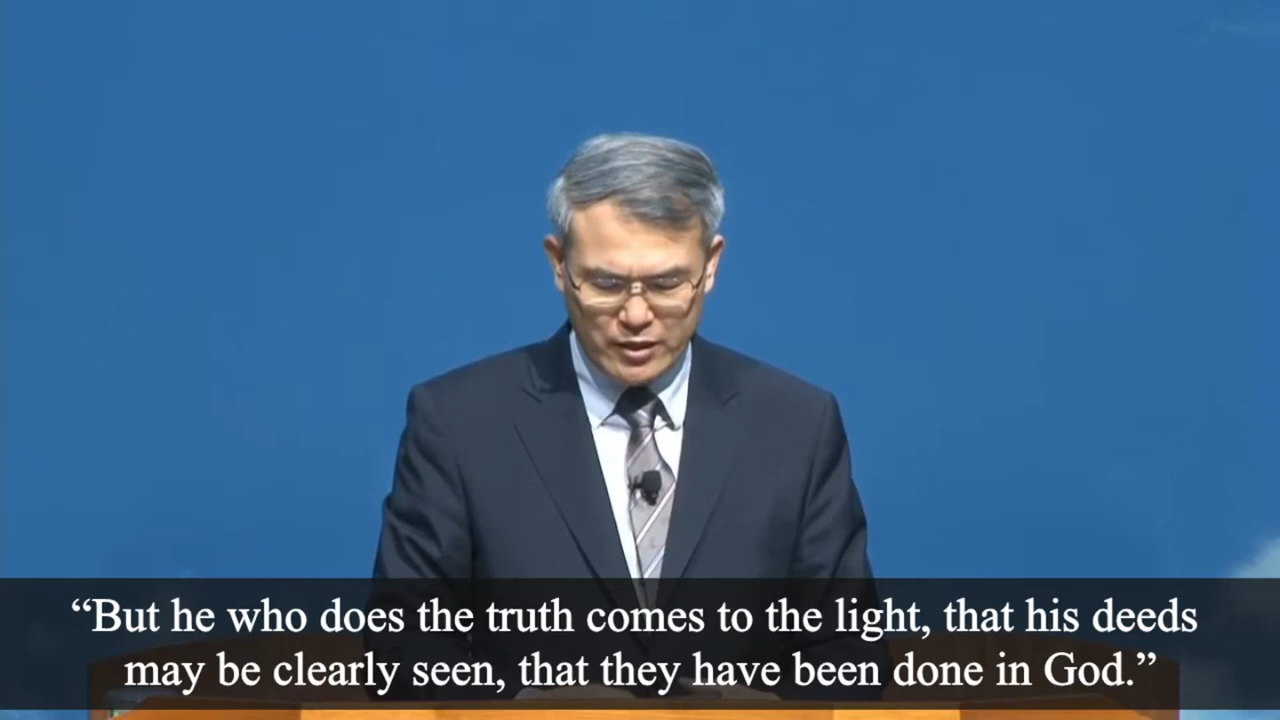 “But he who does the truth comes to the light, that his deeds
may be clearly seen, that they have been done in God.”